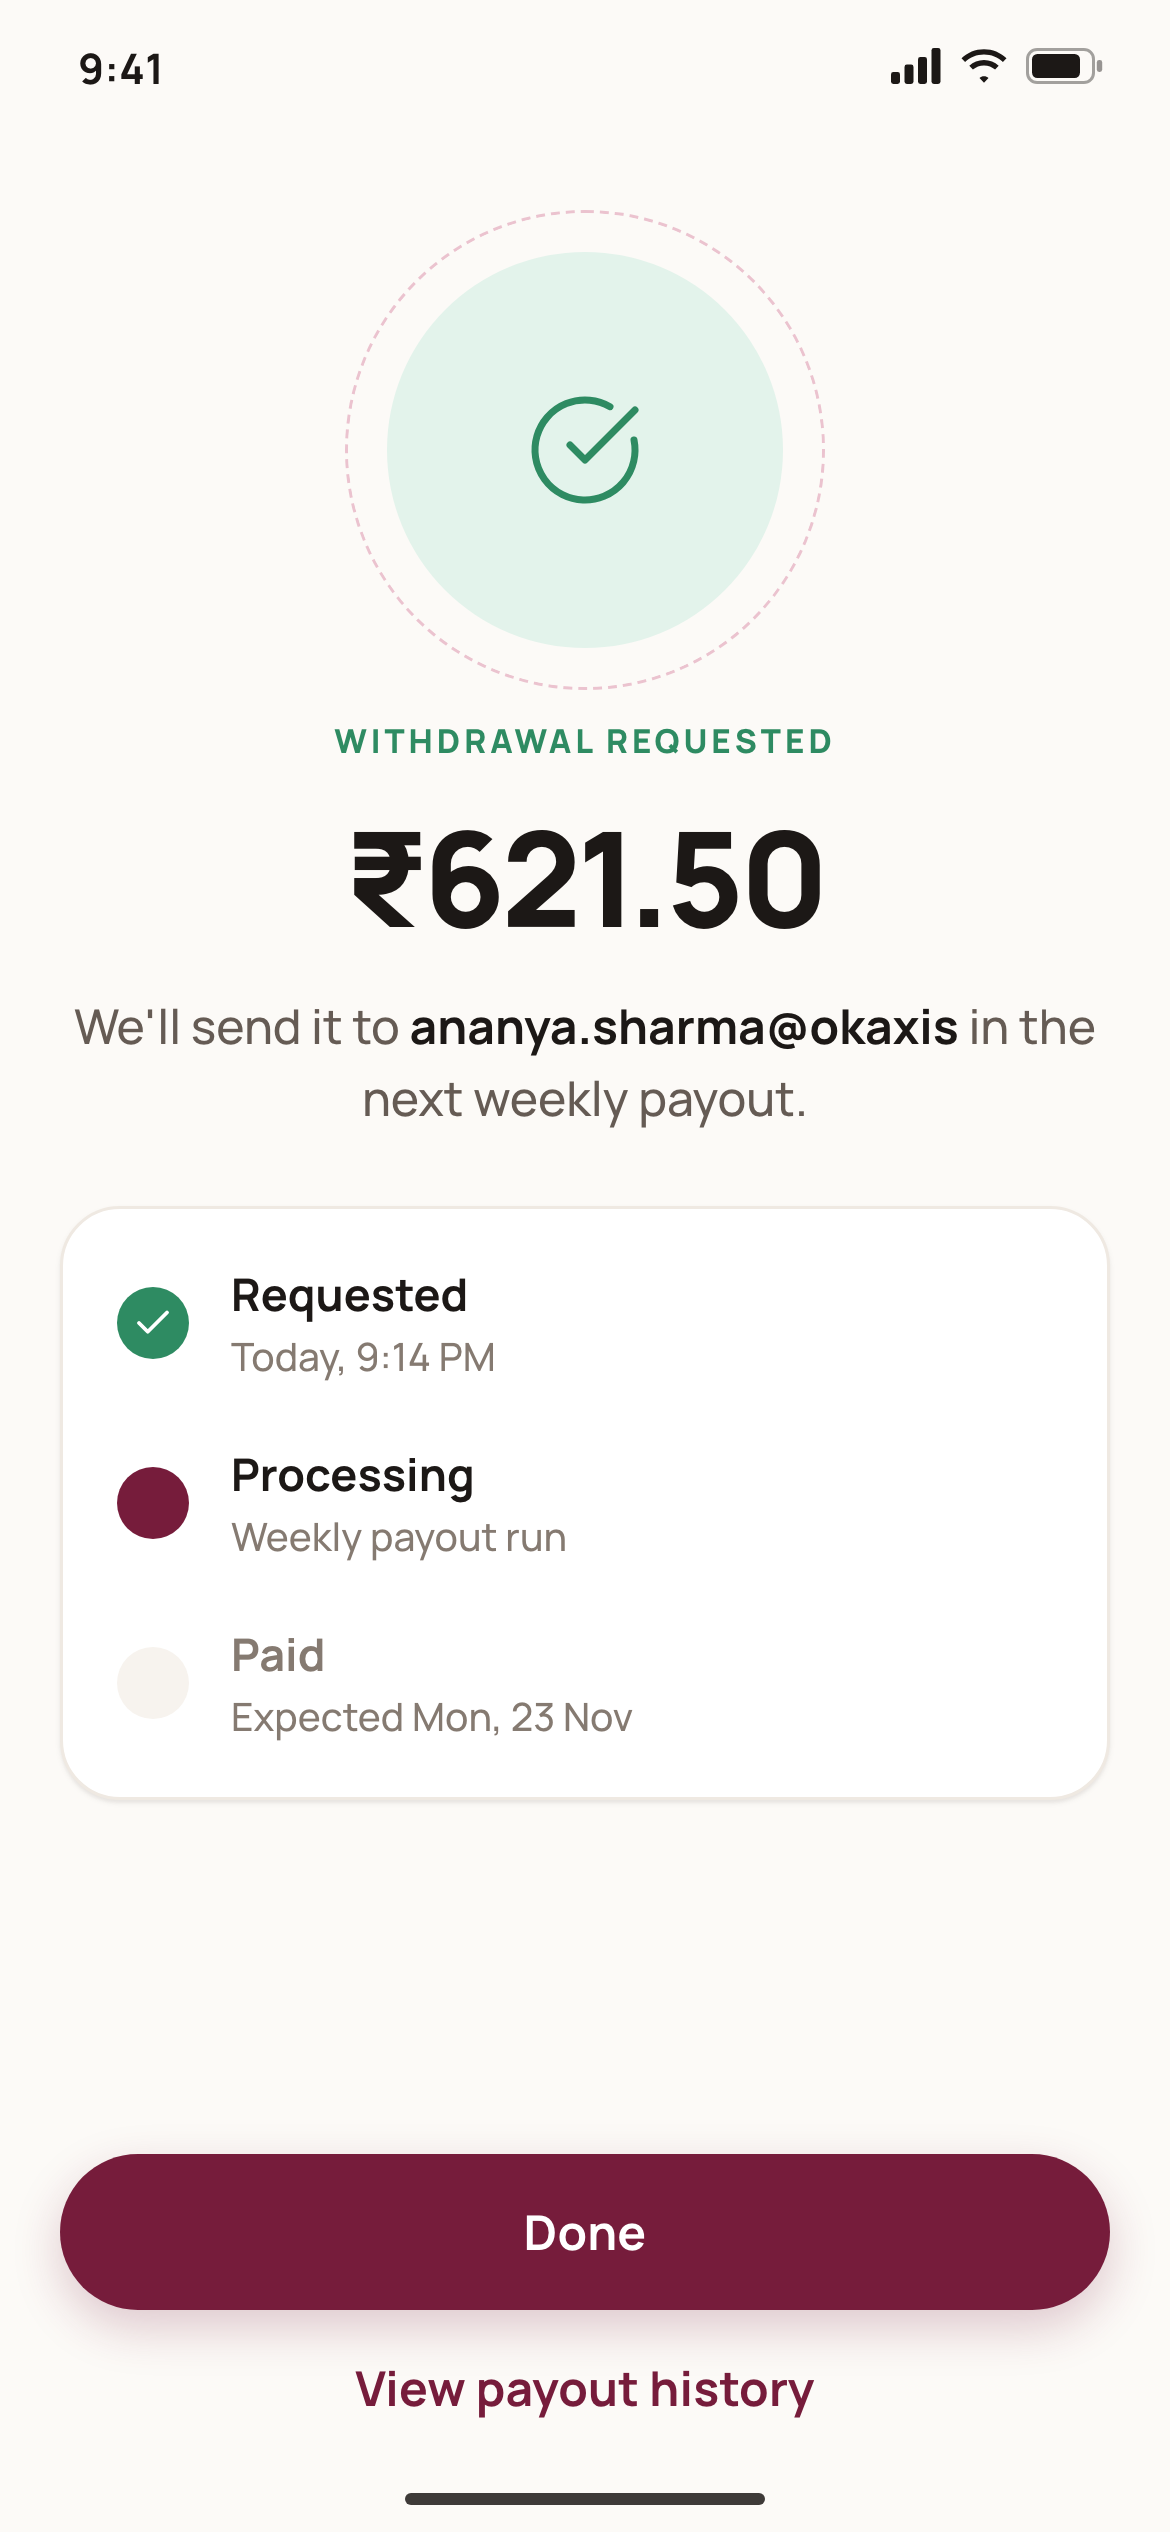 9:41
WITHDRAWAL REQUESTED
₹621.50
We'll send it to ananya.sharma@okaxis in the
next weekly payout.
Requested
Today, 9:14 PM
Processing
Weekly payout run
Paid
Expected Mon, 23 Nov
Done
View payout history